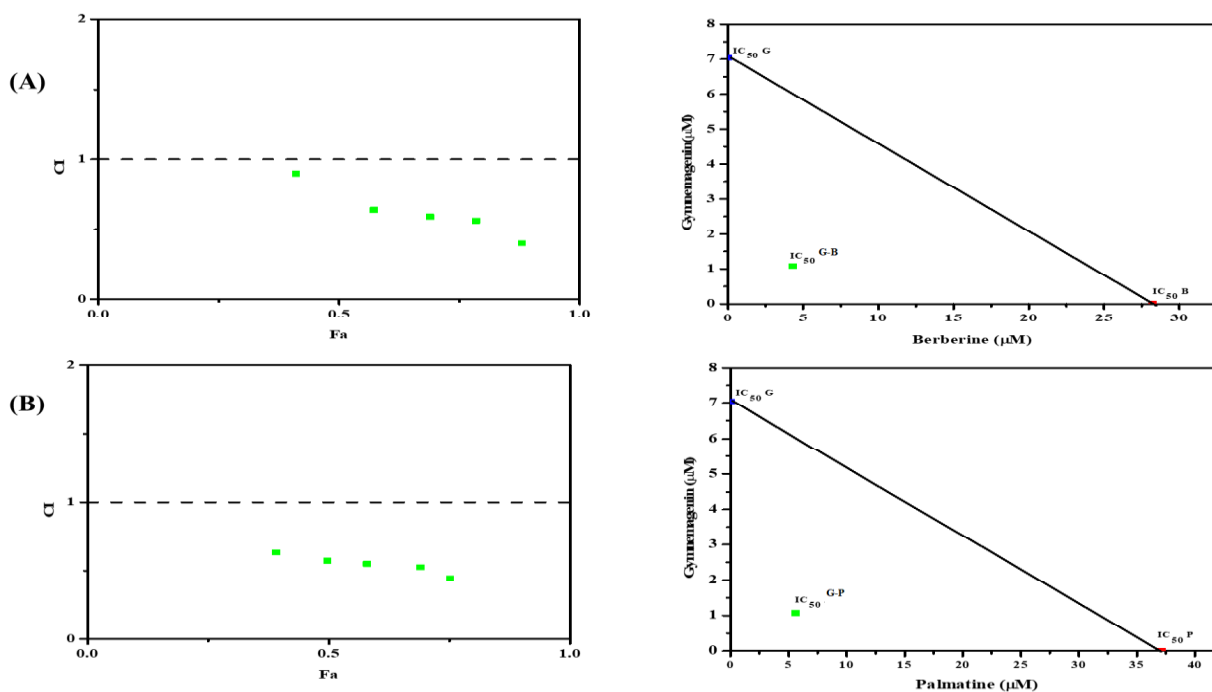 (A)
2
1
0
CI
0.0
0.5
1.0
Fa
8
7
6
5
4
3
2
1
0
Gymnemagenin(μM)
IC50 G
IC50 G-B
IC50 B
0
5
10
15
20
25
30
Berberine (μM)
(B)
2
1
0
CI
0.0
0.5
1.0
Fa
8
7
6
5
4
3
2
1
0
Gymnemagenin (μM)
IC50 G
IC50 G-P
IC50 P
0
5
10
15
20
25
30
35
40
Palmatine (μM)